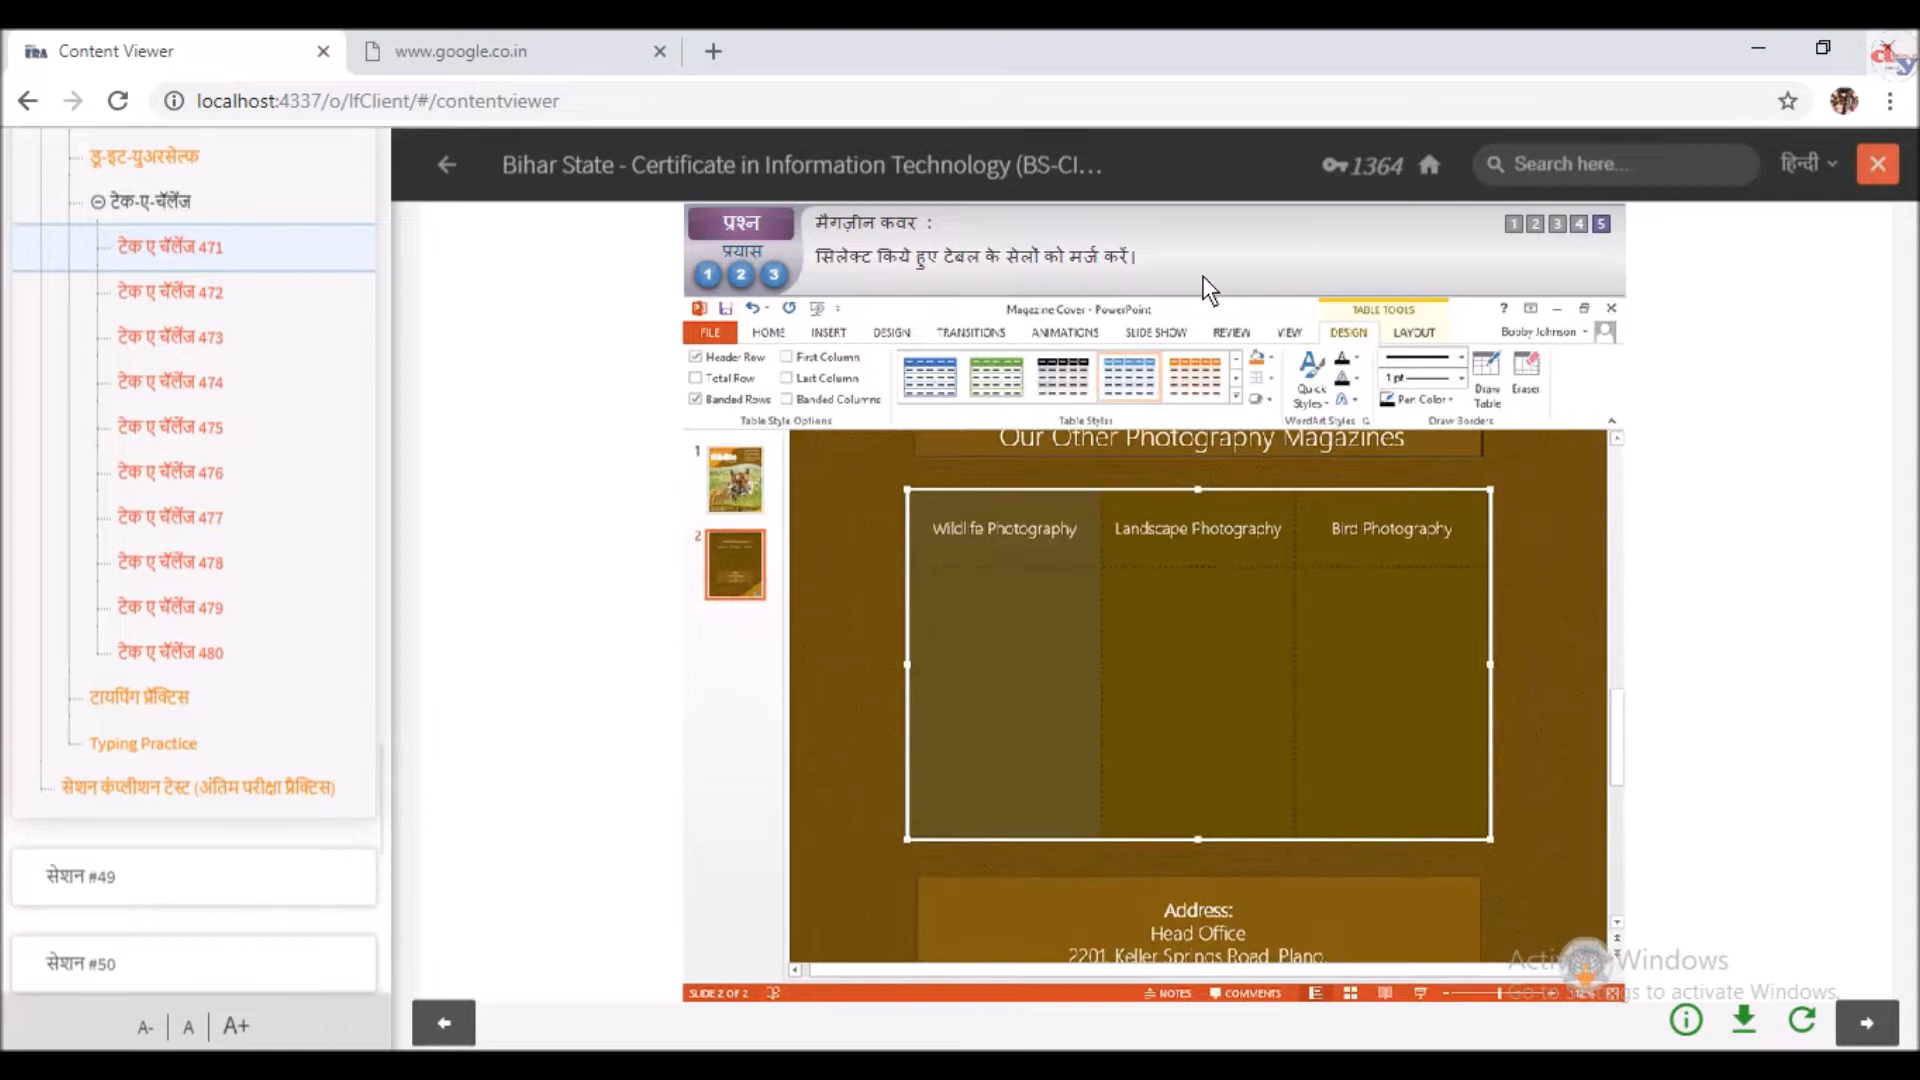 Content Viewer
www.google.co.in
localhost:4337/o/lfClient/#/contentviewer
डू-इट-युअरसेल्फ
टेक-ए-चॅलेंज
टेक ए चॅलेंज 471
टेक ए चॅलेंज 472
टेक ए चॅलेंज 473
टेक ए चॅलेंज 474
टेक ए चॅलेंज 475
टेक ए चॅलेंज 476
टेक ए चॅलेंज 477
टेक ए चॅलेंज 478
टेक ए चॅलेंज 479
टेक ए चॅलेंज 480
टायपिंग प्रॅक्टिस
Typing Practice
सेशन कंप्लीशन टेस्ट (अंतिम परीक्षा प्रैक्टिस)
सेशन #49
सेशन #50
A- A A+
Bihar State - Certificate in Information Technology (BS-CI...
1364
Search here...
हिन्दी
प्रश्न
प्रयास
1 2 3
मैगज़ीन कवर :
सिलेक्ट किये हुए टेबल के सेलों को मर्ज करें।
1 2 3 4 5
Magazine Cover - PowerPoint
TABLE TOOLS
FILE HOME INSERT DESIGN TRANSITIONS ANIMATIONS SLIDE SHOW REVIEW VIEW DESIGN LAYOUT
Bobby Johnson
Header Row First Column
Total Row Last Column
Banded Rows Banded Columns
Table Style Options
Table Styles
Quick Styles
WordArt Styles
1 pt
Pen Color
Draw Table
Eraser
Draw Borders
1
2
Our Other Photography Magazines
Wildlife Photography Landscape Photography Bird Photography
Address:
Head Office
2201, Keller Springs Road, Plano,
SLIDE 2 OF 2
NOTES COMMENTS
Windows
to activate Windows.